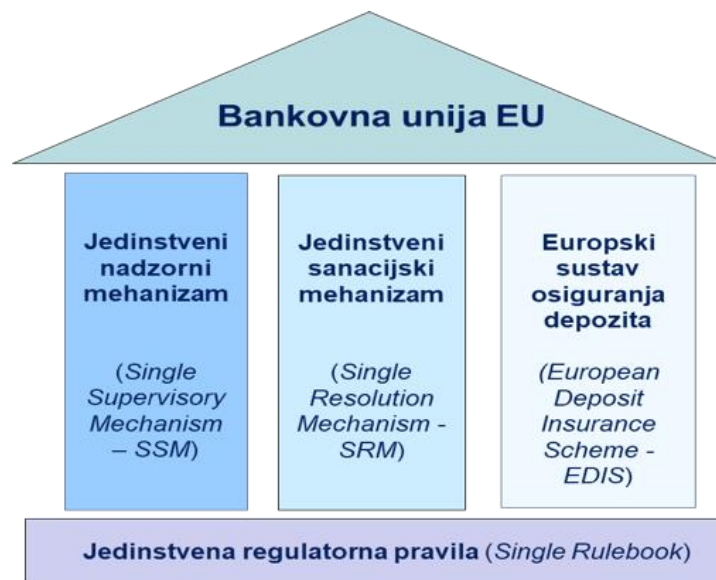 Bankovna unija EU
Jedinstveni
nadzorni
mehanizam
(Single
Supervisory
Mechanism
– SSM)
Jedinstveni
sanacijski
mehanizam
(Single
Resolution
Mechanism -
SRM)
Europski
sustav
osiguranja
depozita
(European
Deposit
Insurance
Scheme -
EDIS)
Jedinstvena regulatorna pravila (Single Rulebook)